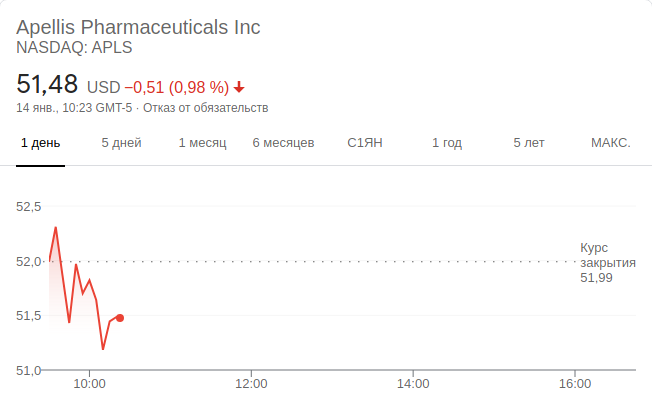 Apellis Pharmaceuticals Inc
NASDAQ: APLS
51,48 USD −0,51 (0,98 %)
14 янв., 10:23 GMT-5 · Отказ от обязательств
1 день 5 дней 1 месяц 6 месяцев С1ЯН 1 год 5 лет МАКС.
52,5
52,0
51,5
51,0
Курс
закрытия
51,99
10:00 12:00 14:00 16:00